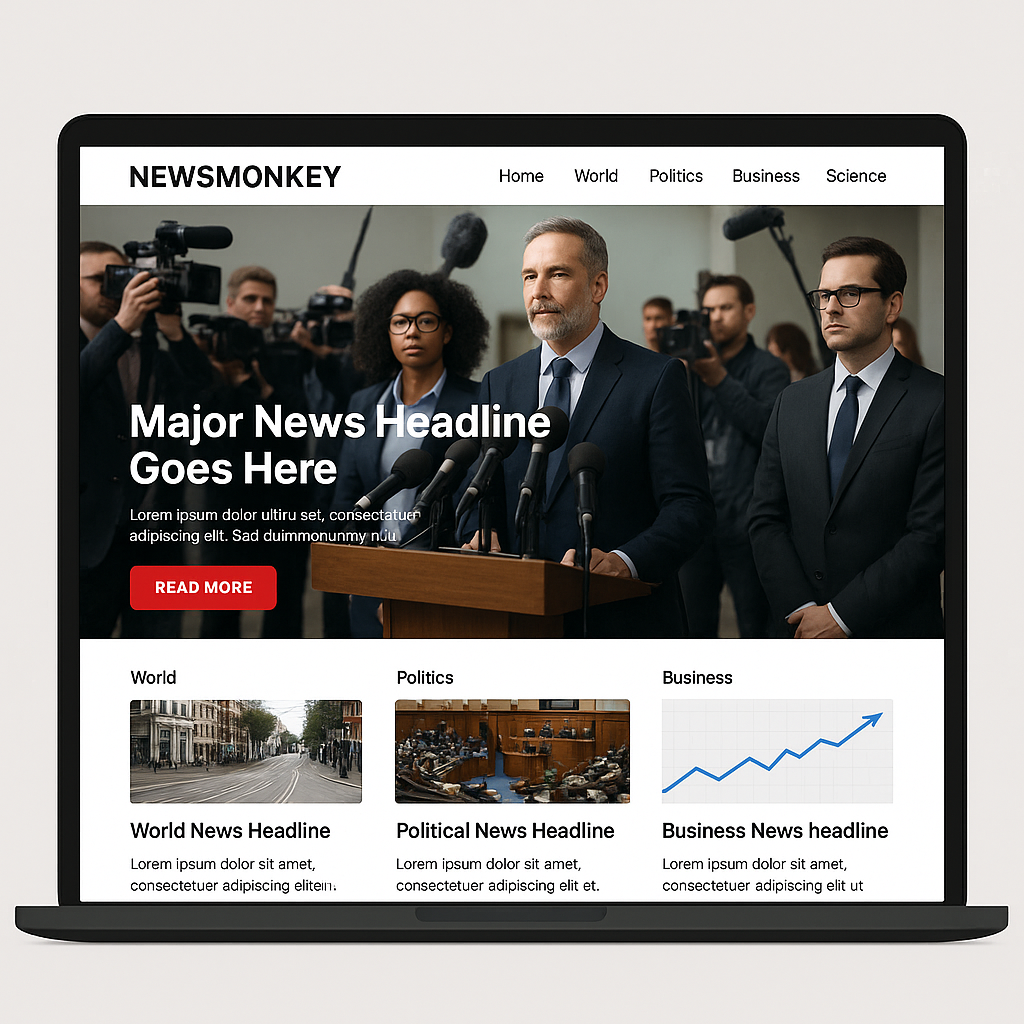 NEWSMONKEY
Home World Politics Business Science
Major News Headline
Goes Here
Lorem ipsum dolor ultiru set, consectatuer
adipiscing elit. Sad duimmonunmy
READ MORE
World Politics Business
World News Headline
Lorem ipsum dolor sit amet,
consectetuer adipiscing
Political News Headline
Lorem ipsum dolor sit amet,
consectetuer adipiscing elit et.
Business News headline
Lorem ipsum dolor sit amet,
consectetuer adipiscing elit ut